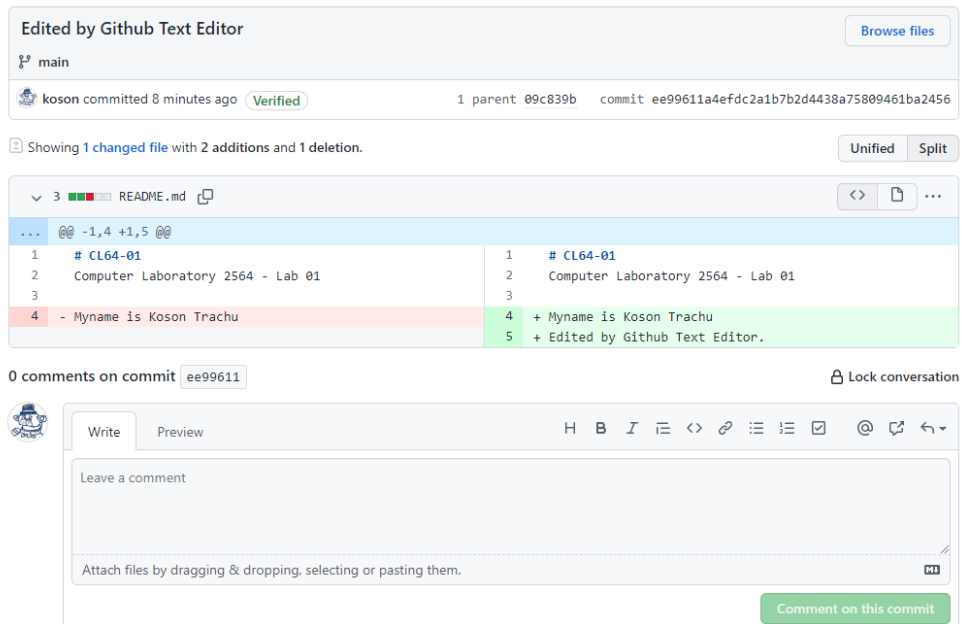 Edited by Github Text Editor
Browse files
main
koson committed 8 minutes ago Verified 1 parent 09c839b commit ee99611a4efdc2a1b7b2d4438a75809461ba2456
Showing 1 changed file with 2 additions and 1 deletion.
Unified Split
3 README.md
... @@ -1,4 +1,5 @@
1 # CL64-01 1 # CL64-01
2 Computer Laboratory 2564 - Lab 01 2 Computer Laboratory 2564 - Lab 01
3 3
4 - Myname is Koson Trachu 4 + Myname is Koson Trachu
5 + Edited by Github Text Editor.
0 comments on commit ee99611 Lock conversation
Write Preview
Leave a comment
Attach files by dragging & dropping, selecting or pasting them.
Comment on this commit